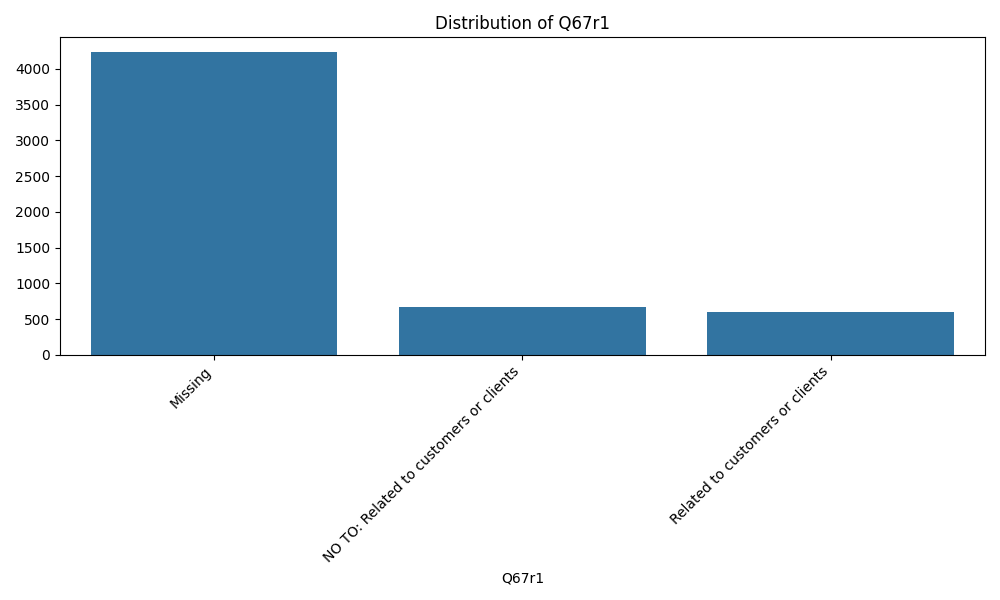 Distribution of Q67r1
4000
3500
3000
2500
2000
1500
1000
500
0
Missing
NO TO: Related to customers or clients
Related to customers or clients
Q67r1